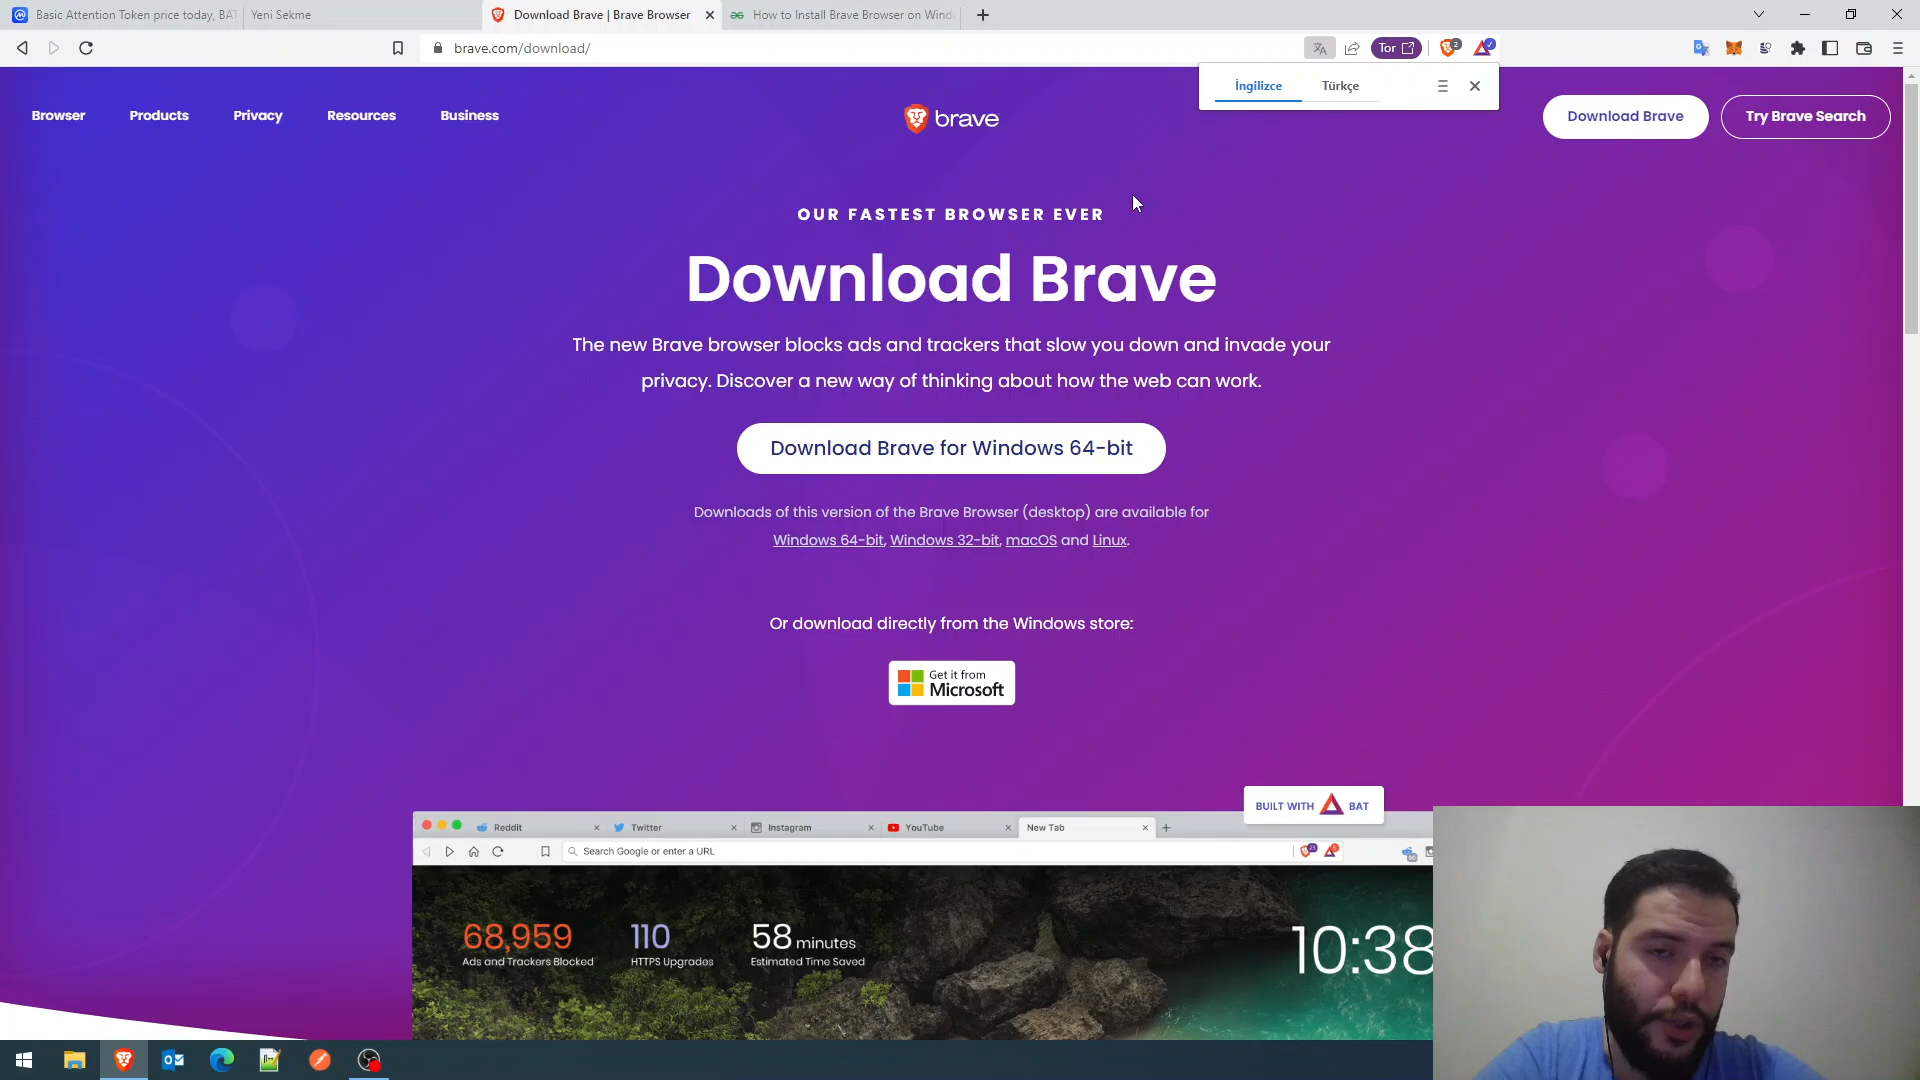 Basic Attention Token price today, BAT
Yeni Sekme
Download Brave | Brave Browser
How to Install Brave Browser on Wind
brave.com/download/
Tor
2
İngilizce
Türkçe
Browser
Products
Privacy
Resources
Business
brave
Download Brave
Try Brave Search
OUR FASTEST BROWSER EVER
Download Brave
The new Brave browser blocks ads and trackers that slow you down and invade your
privacy. Discover a new way of thinking about how the web can work.
Download Brave for Windows 64-bit
Downloads of this version of the Brave Browser (desktop) are available for
Windows 64-bit, Windows 32-bit, macOS and Linux.
Or download directly from the Windows store:
Get it from
Microsoft
BUILT WITH BAT
Reddit
Twitter
Instagram
YouTube
New Tab
Search Google or enter a URL
68,959
Ads and Trackers Blocked
110
HTTPS Upgrades
58 minutes
Estimated Time Saved
10:38